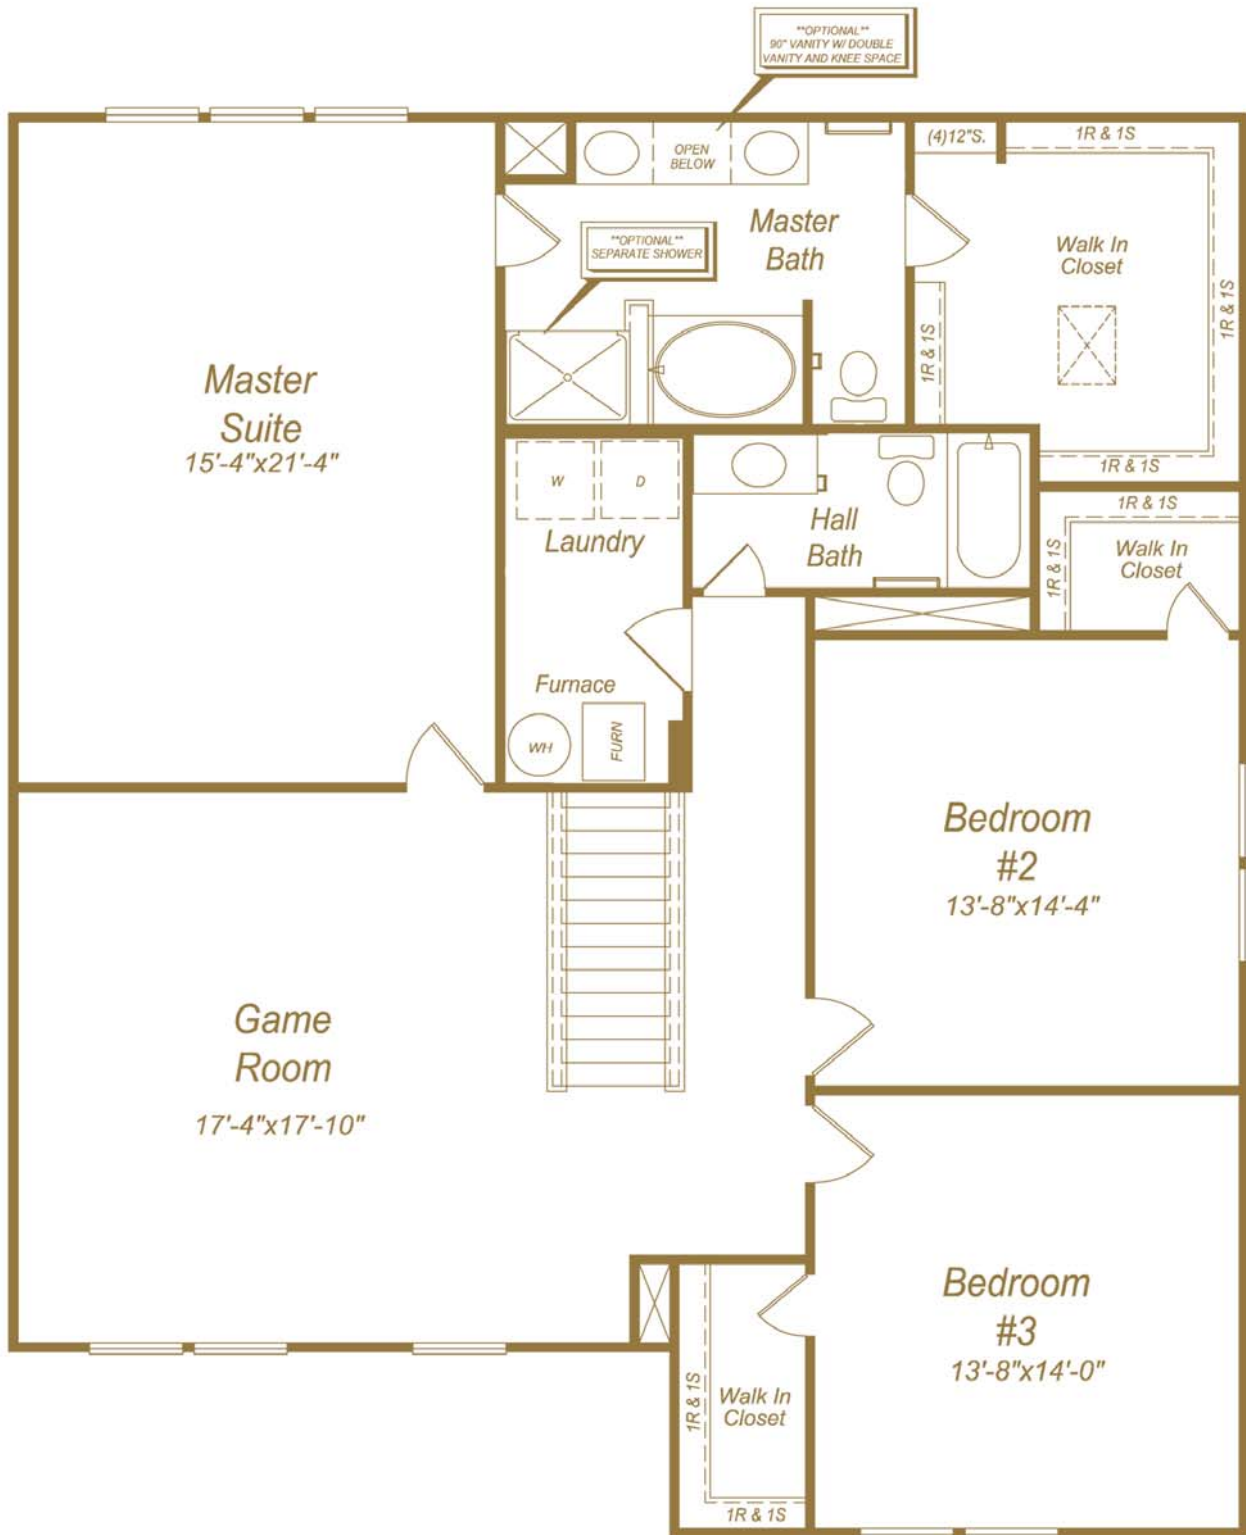 **OPTIONAL**
90" VANITY W/ DOUBLE
VANITY AND KNEE SPACE
OPEN
BELOW
(4)12"S.
1R & 1S
Master
Bath
**OPTIONAL**
SEPARATE SHOWER
Walk In
Closet
1R & 1S
1R & 1S
1R & 1S
Master
Suite
15'-4"x21'-4"
W
D
Laundry
Hall
Bath
1R & 1S
1R & 1S
Walk In
Closet
Furnace
WH
FURN
Bedroom
#2
13'-8"x14'-4"
Game
Room
17'-4"x17'-10"
Bedroom
#3
13'-8"x14'-0"
1R & 1S
Walk In
Closet
1R & 1S